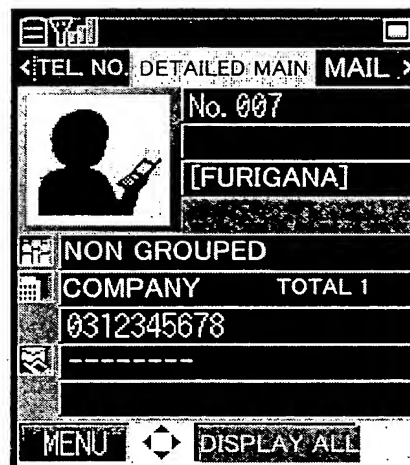 TEL. NO. DETAILED MAIN MAIL
No. 007
[FURIGANA]
NON GROUPED
COMPANY TOTAL 1
0312345678
---------
MENU DISPLAY ALL